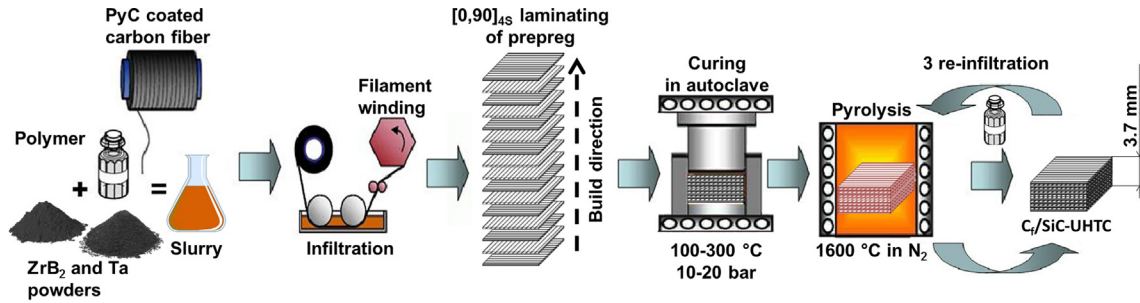 PyC coated
carbon fiber
Polymer
+
=
Slurry
ZrB₂ and Ta
powders
Filament
winding
Infiltration
[0,90]₄S laminating
of prepreg
Build direction
Curing
in autoclave
100-300 °C
10-20 bar
Pyrolysis
1600 °C in N₂
3 re-infiltration
3.7 mm
Cf/SiC-UHTC